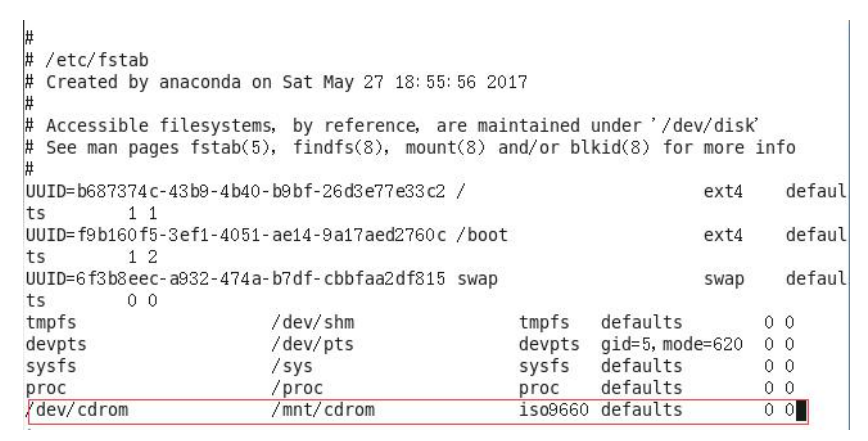 #
# /etc/fstab
# Created by anaconda on Sat May 27 18:55:56 2017
#
# Accessible filesystems, by reference, are maintained under '/dev/disk'
# See man pages fstab(5), findfs(8), mount(8) and/or blkid(8) for more info
#
UUID=b687374c-43b9-4b40-b9bf-26d3e77e33c2 / ext4 defaul
ts 1 1
UUID=f9b160f5-3ef1-4051-ae14-9a17aed2760c /boot ext4 defaul
ts 1 2
UUID=6f3b8eec-a932-474a-b7df-cbbfaa2df815 swap swap defaul
ts 0 0
tmpfs /dev/shm tmpfs defaults 0 0
devpts /dev/pts devpts gid=5,mode=620 0 0
sysfs /sys sysfs defaults 0 0
proc /proc proc defaults 0 0
/dev/cdrom /mnt/cdrom iso9660 defaults 0 0